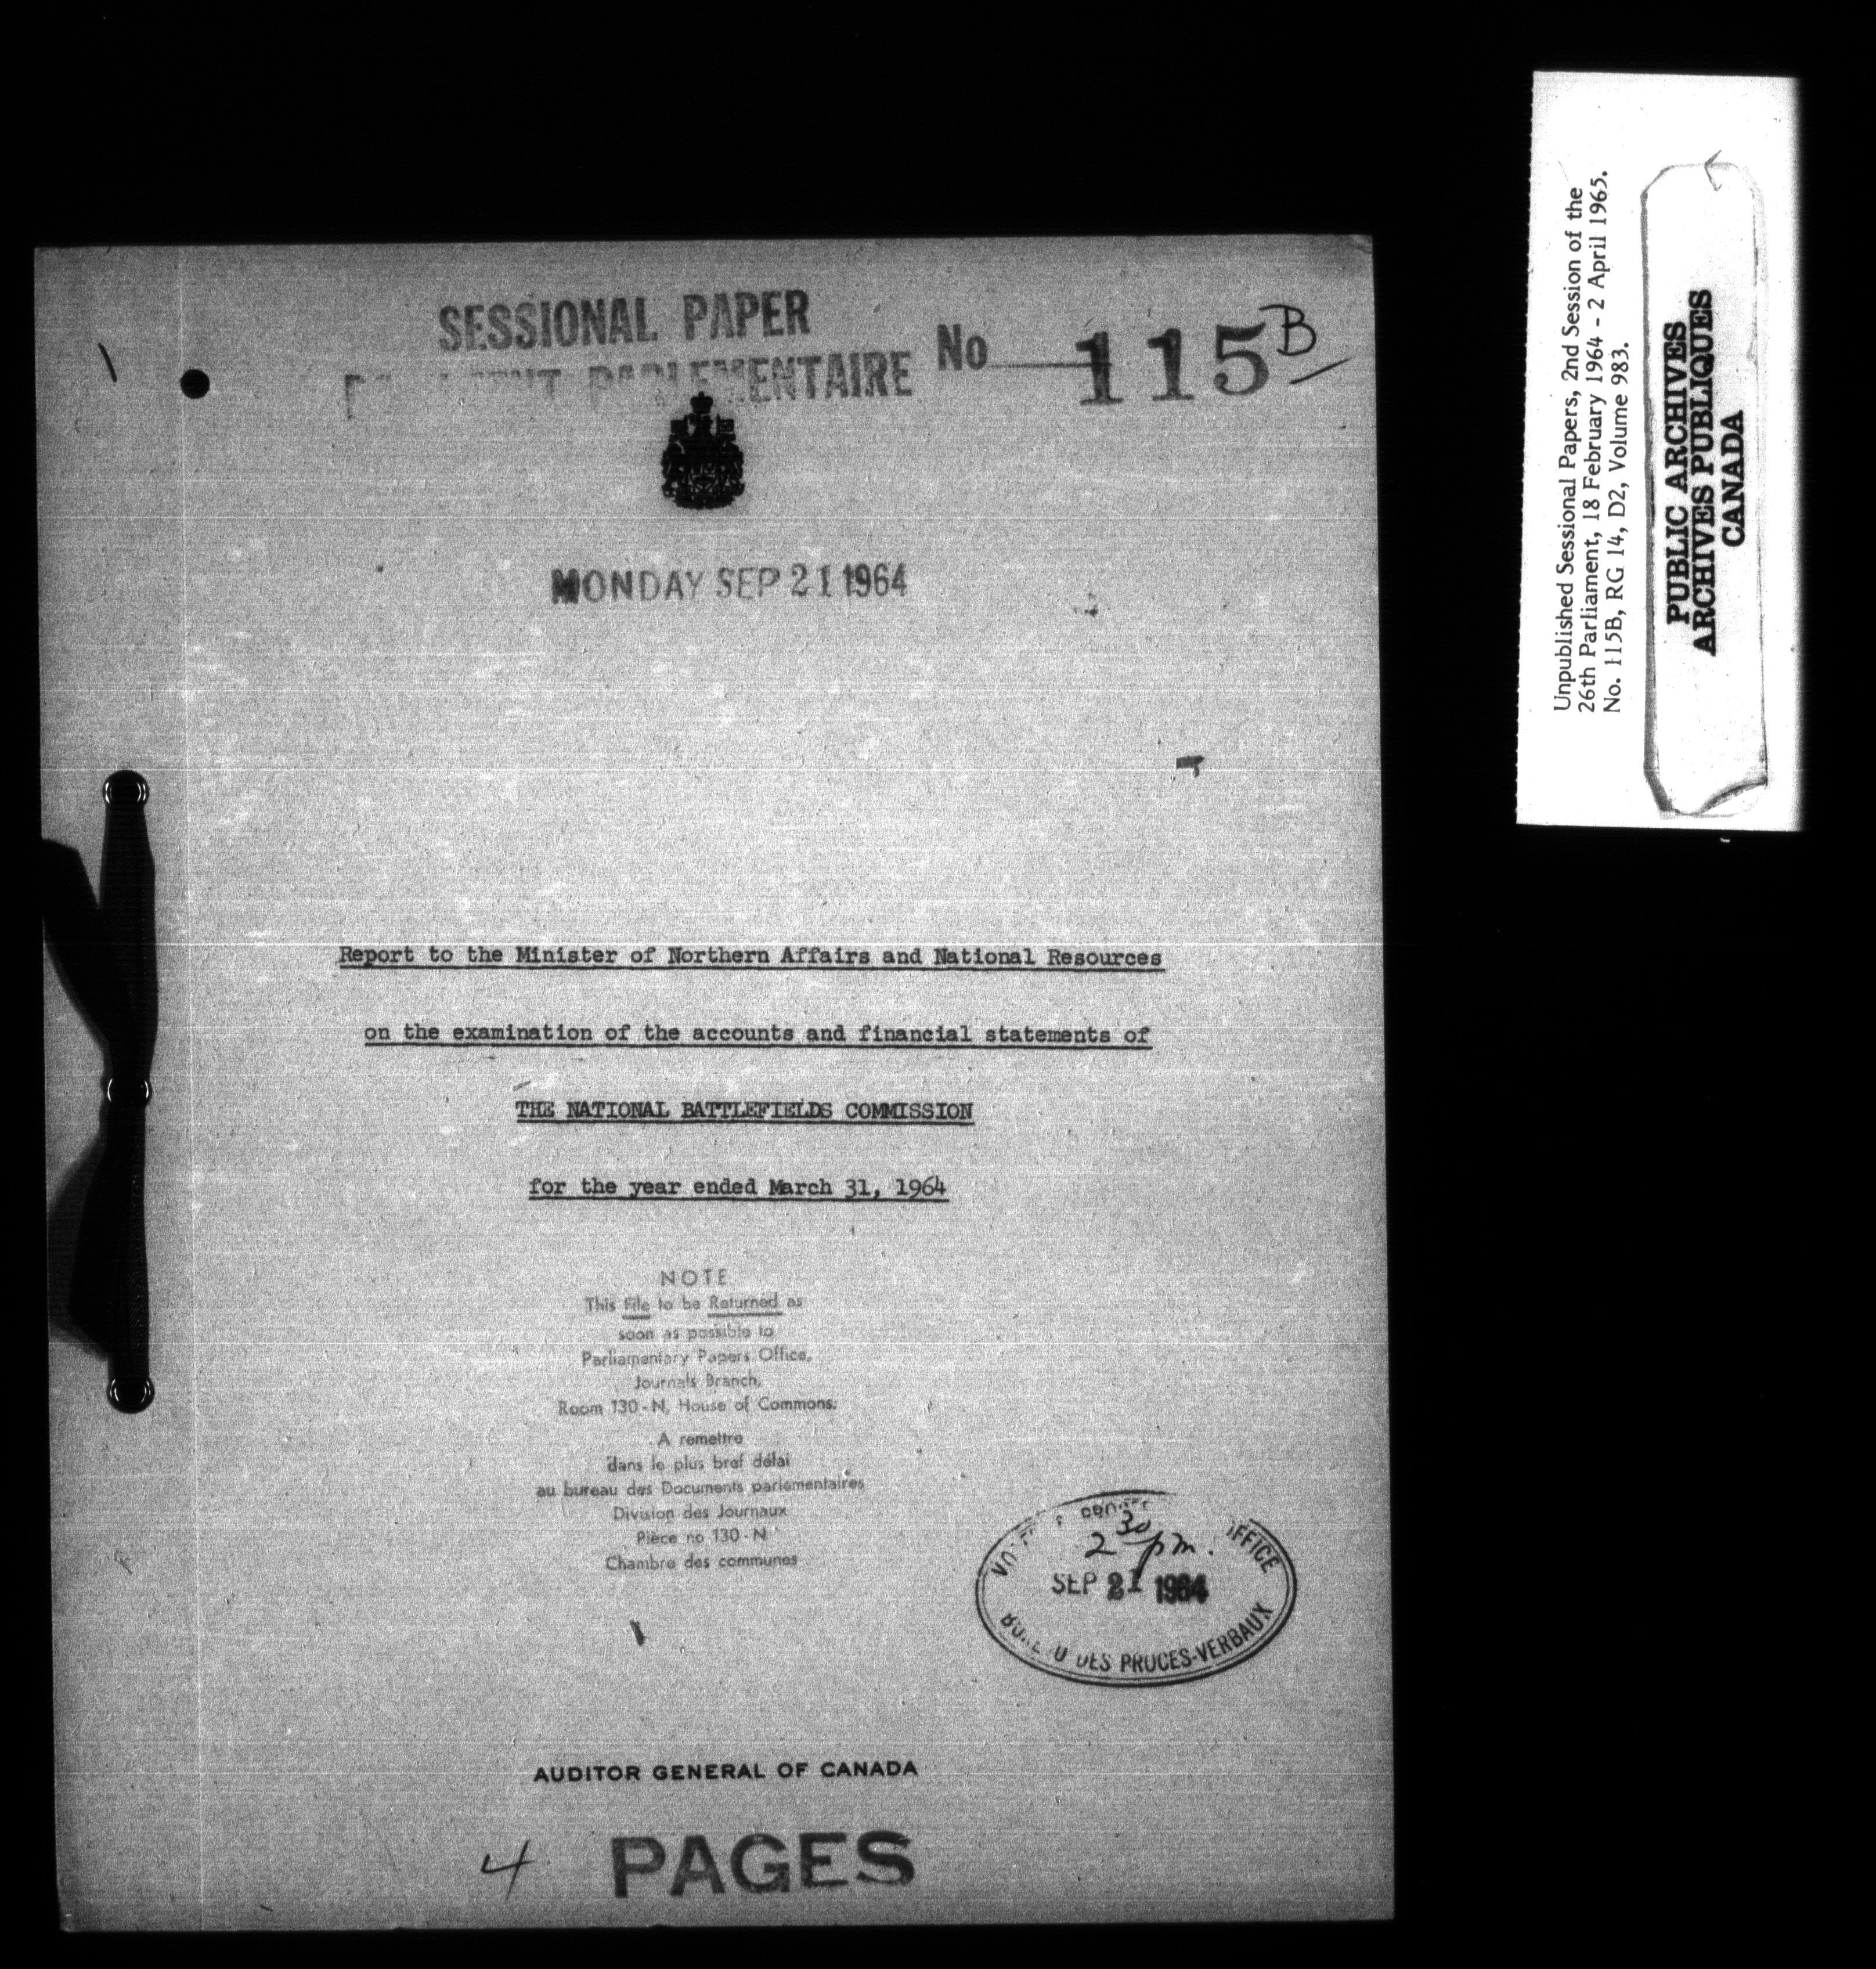 SESSIONAL PAPER
PARLEMENTAIRE
No 115B
MONDAY SEP 21 1964
Report to the Minister of Northern Affairs and National Resources
on the examination of the accounts and financial statements of
THE NATIONAL BATTLEFIELDS COMMISSION
for the year ended March 31, 1964
NOTE
This File to be Returned as
soon as possible to
Parliamentary Papers Office,
Journals Branch,
Room 130-N, House of Commons.
A remettre
dans le plus bref délai
au bureau des Documents parlementaires
Division des Journaux
Pièce no 130-N
Chambre des communes
OFFICE
2 30 pm.
SEP 21 1964
DES PROCES-VERBAUX
AUDITOR GENERAL OF CANADA
4 PAGES
Unpublished Sessional Papers, 2nd Session of the
26th Parliament, 18 February 1964 - 2 April 1965.
No. 115B, RG 14, D2, Volume 983.
PUBLIC ARCHIVES
ARCHIVES PUBLIQUES
CANADA